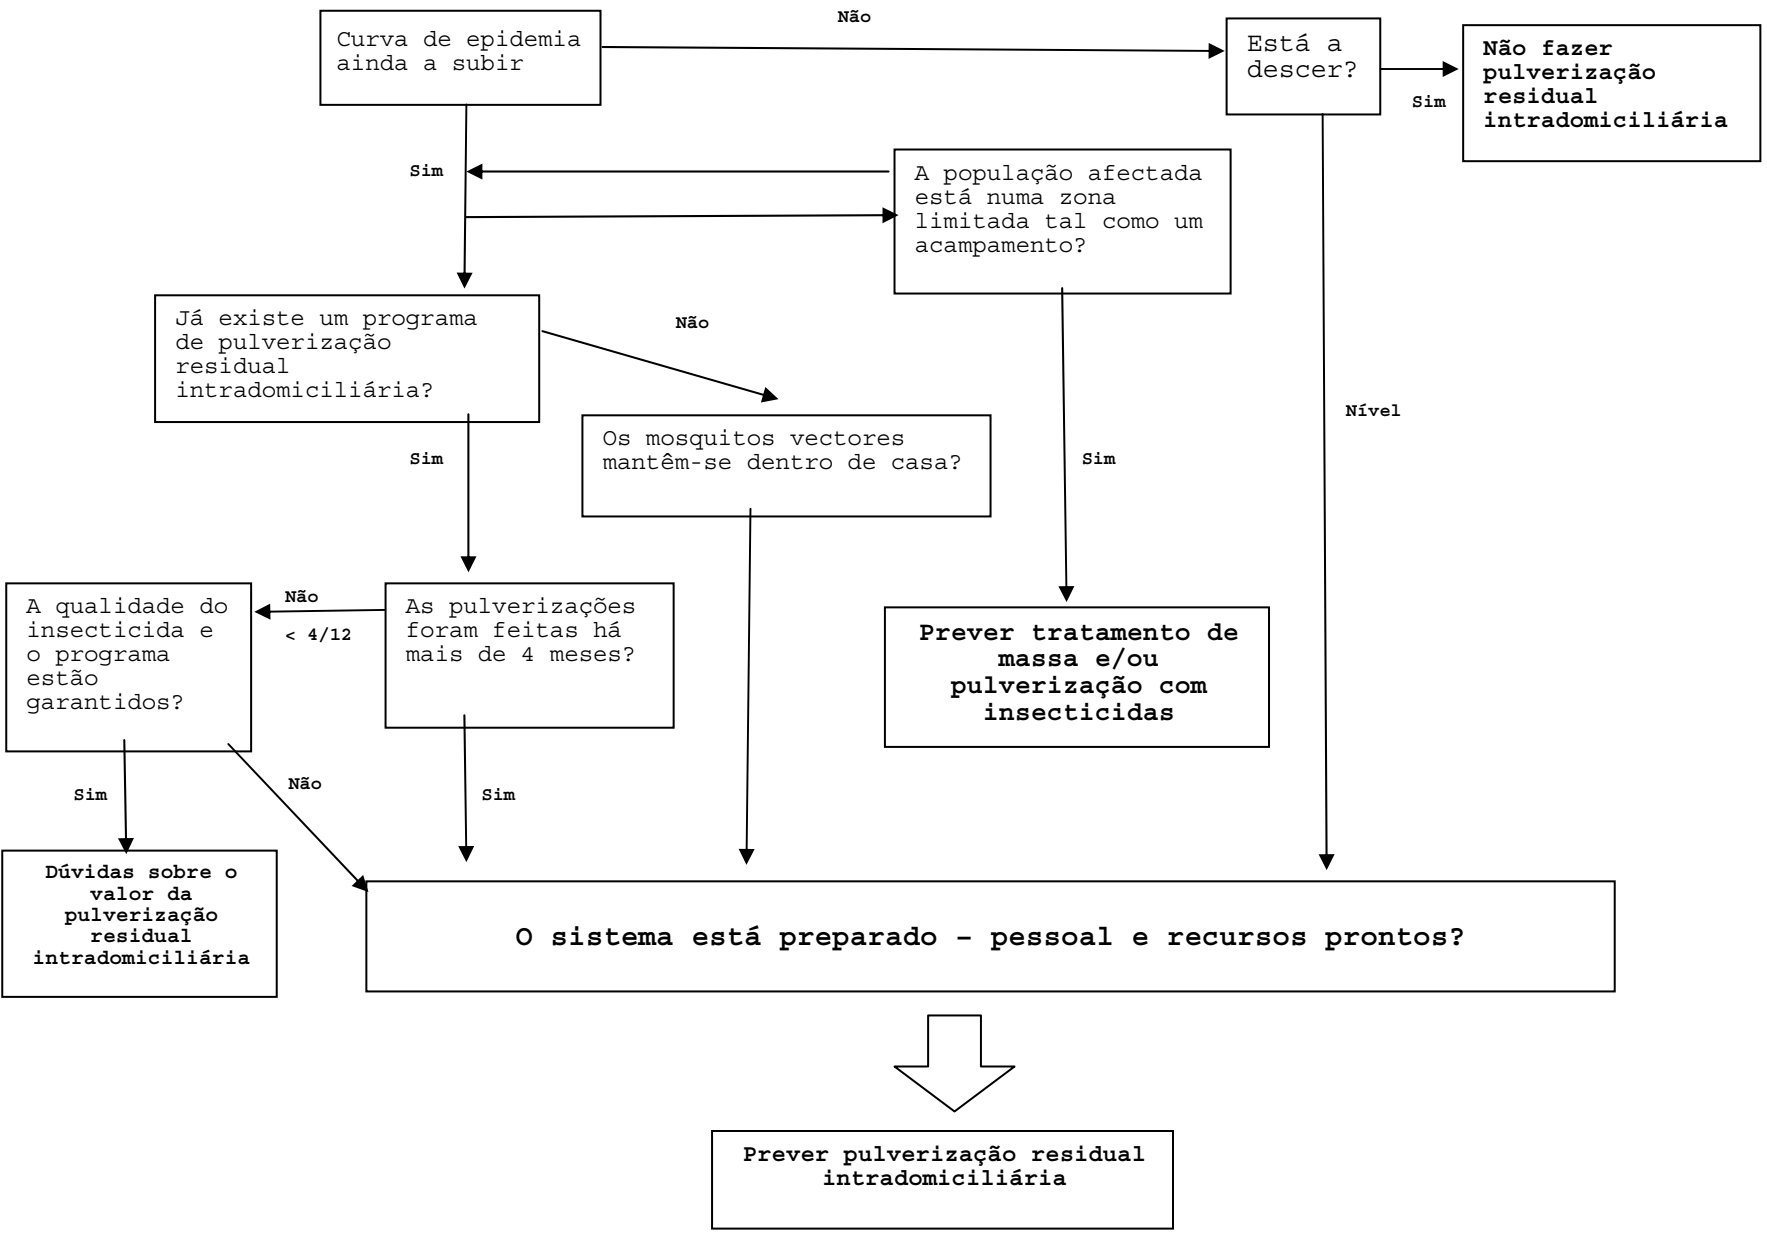 Não
Curva de epidemia
ainda a subir
Está a
descer?
Sim
Não fazer
pulverização
residual
intradomiciliária
Sim
A população afectada
está numa zona
limitada tal como um
acampamento?
Já existe um programa
de pulverização
residual
intradomiciliária?
Não
Nível
Sim
Os mosquitos vectores
mantêm-se dentro de casa?
Sim
A qualidade do
insecticida e
o programa
estão
garantidos?
Não
< 4/12
As pulverizações
foram feitas há
mais de 4 meses?
Prever tratamento de
massa e/ou
pulverização com
insecticidas
Sim
Não
Sim
Dúvidas sobre o
valor da
pulverização
residual
intradomiciliária
O sistema está preparado – pessoal e recursos prontos?
Prever pulverização residual
intradomiciliária